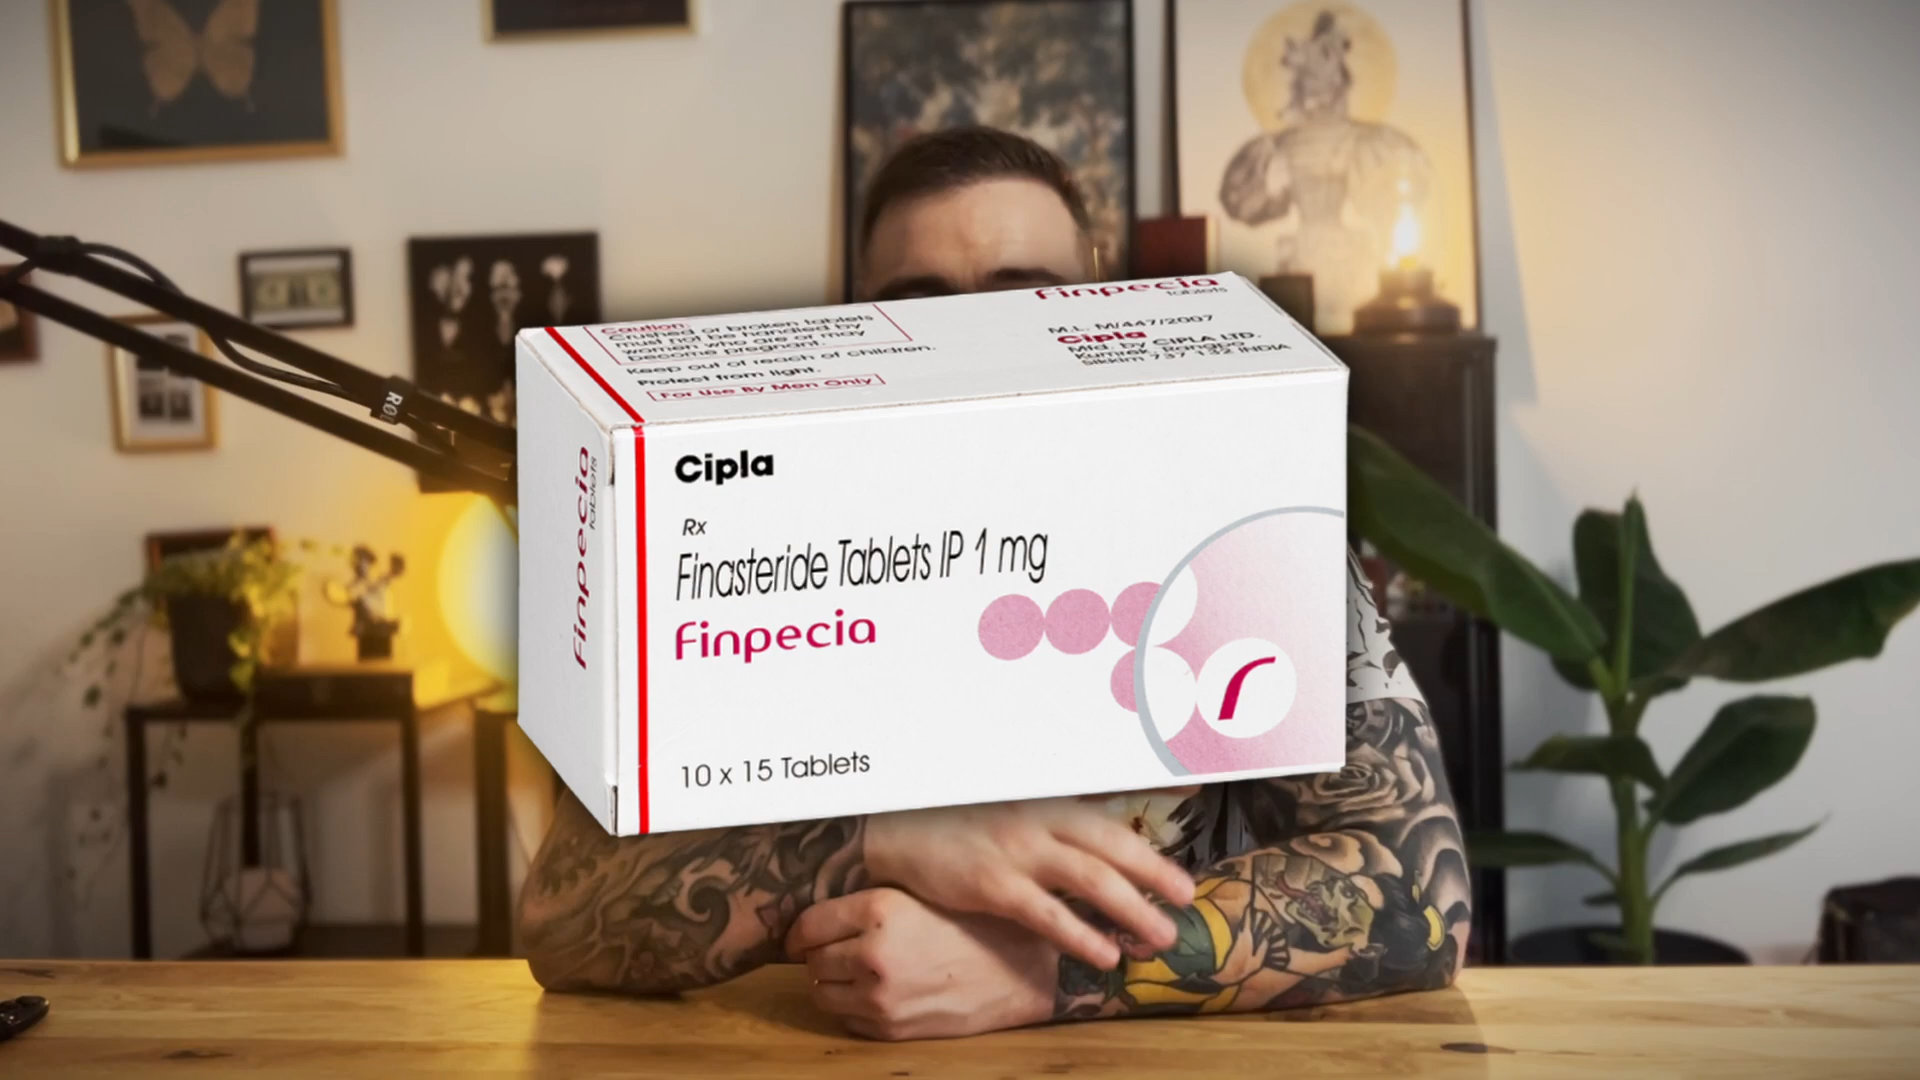 Finpecia
tablets
Caution:
Crushed or broken tablets
must not be handled by
women who are or may
become pregnant.
Keep out of reach of children.
Protect from light.
For Use By Men Only
M.L. M/447/2007
Cipla
Mfd. by CIPLA LTD.
Kumrek, Rangpo
Sikkim 737 132 INDIA
Finpecia
tablets
Cipla
Rx
Finasteride Tablets IP 1 mg
Finpecia
10 x 15 Tablets